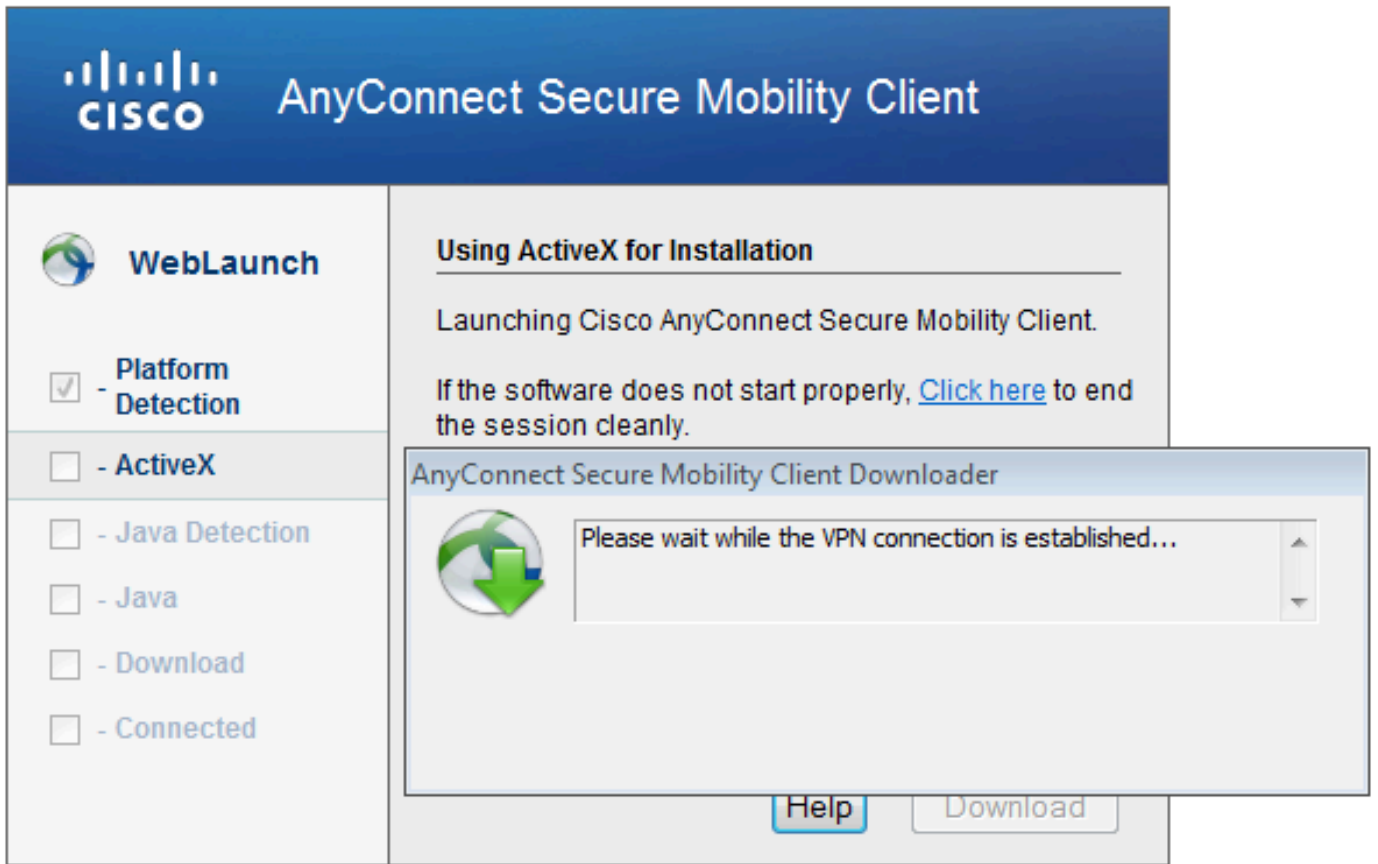 CISCO
AnyConnect Secure Mobility Client
WebLaunch
- Platform
Detection
- ActiveX
- Java Detection
- Java
- Download
- Connected
Using ActiveX for Installation
Launching Cisco AnyConnect Secure Mobility Client.
If the software does not start properly, Click here to end
the session cleanly.
AnyConnect Secure Mobility Client Downloader
Please wait while the VPN connection is established...
Help
Download